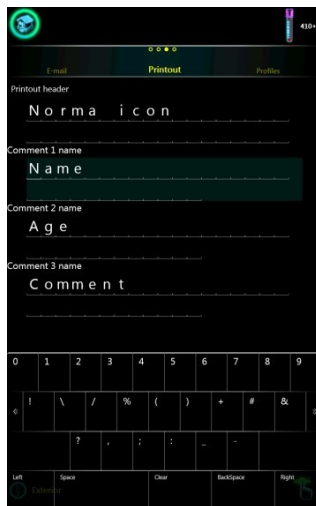 410+
E-mail Printout Profiles
Printout header
Norma icon
Comment 1 name
Name
Comment 2 name
Age
Comment 3 name
Comment
0 1 2 3 4 5 6 7 8 9
! \ / % ( ) + # &
? , ; : _ -
Left Space Clear BackSpace Right
Exterior